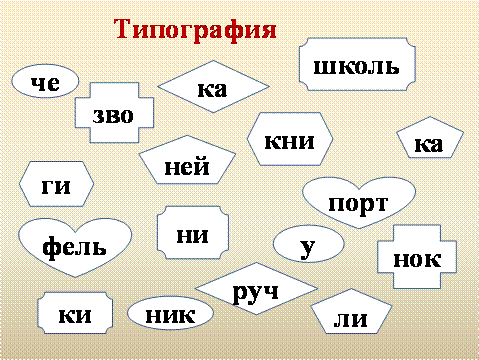 Типография
школь
че
ка
зво
кни
ка
ней
ги
порт
ни
фель
у
нок
руч
ки
ник
ли